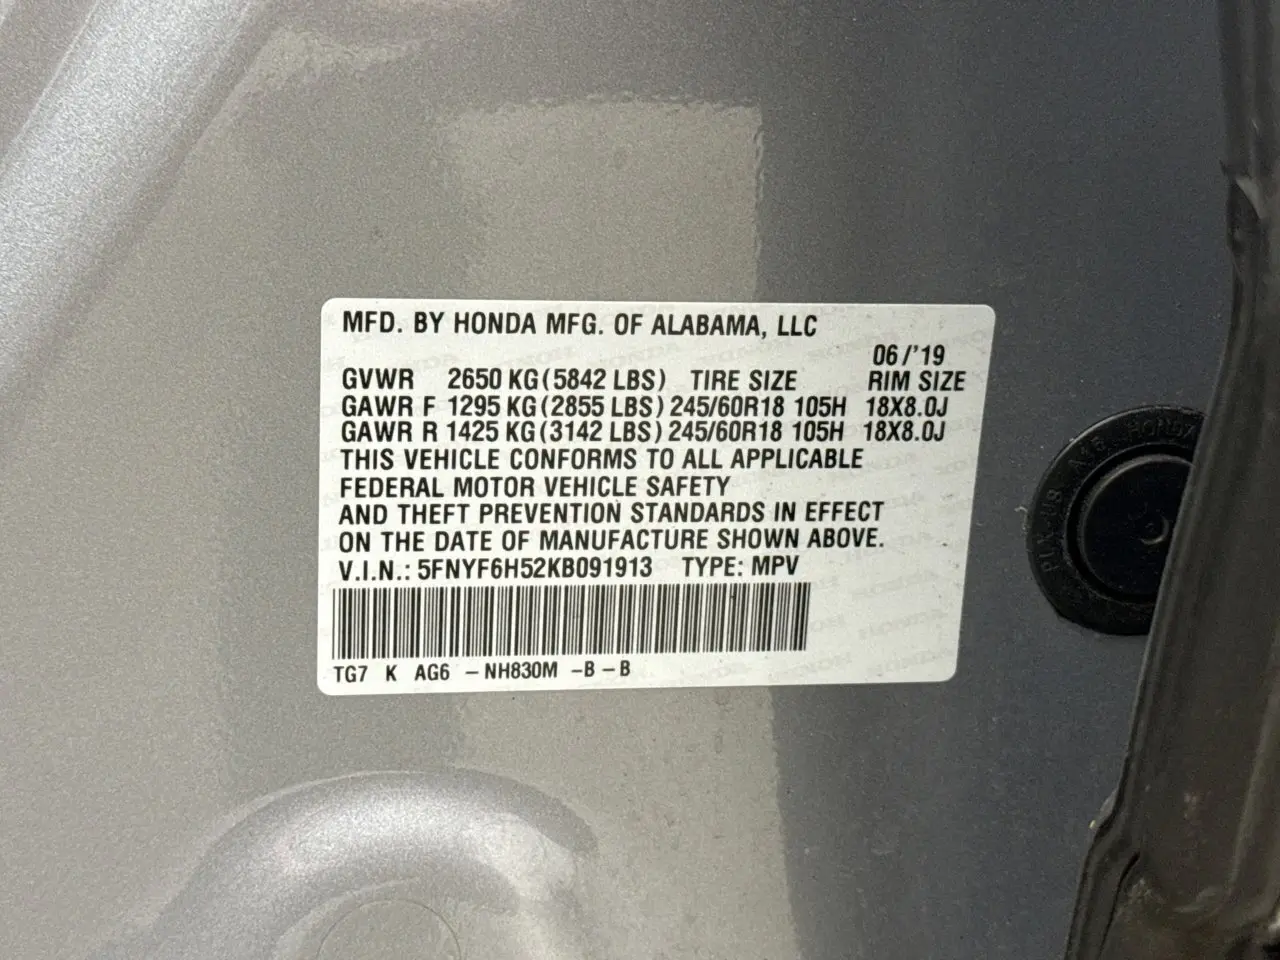 MFD. BY HONDA MFG. OF ALABAMA, LLC
06/'19
GVWR 2650 KG(5842 LBS) TIRE SIZE RIM SIZE
GAWR F 1295 KG(2855 LBS) 245/60R18 105H 18X8.0J
GAWR R 1425 KG(3142 LBS) 245/60R18 105H 18X8.0J
THIS VEHICLE CONFORMS TO ALL APPLICABLE
FEDERAL MOTOR VEHICLE SAFETY
AND THEFT PREVENTION STANDARDS IN EFFECT
ON THE DATE OF MANUFACTURE SHOWN ABOVE.
V.I.N.: 5FNYF6H52KB091913 TYPE: MPV
TG7 K AG6 -NH830M -B-B
HONDA